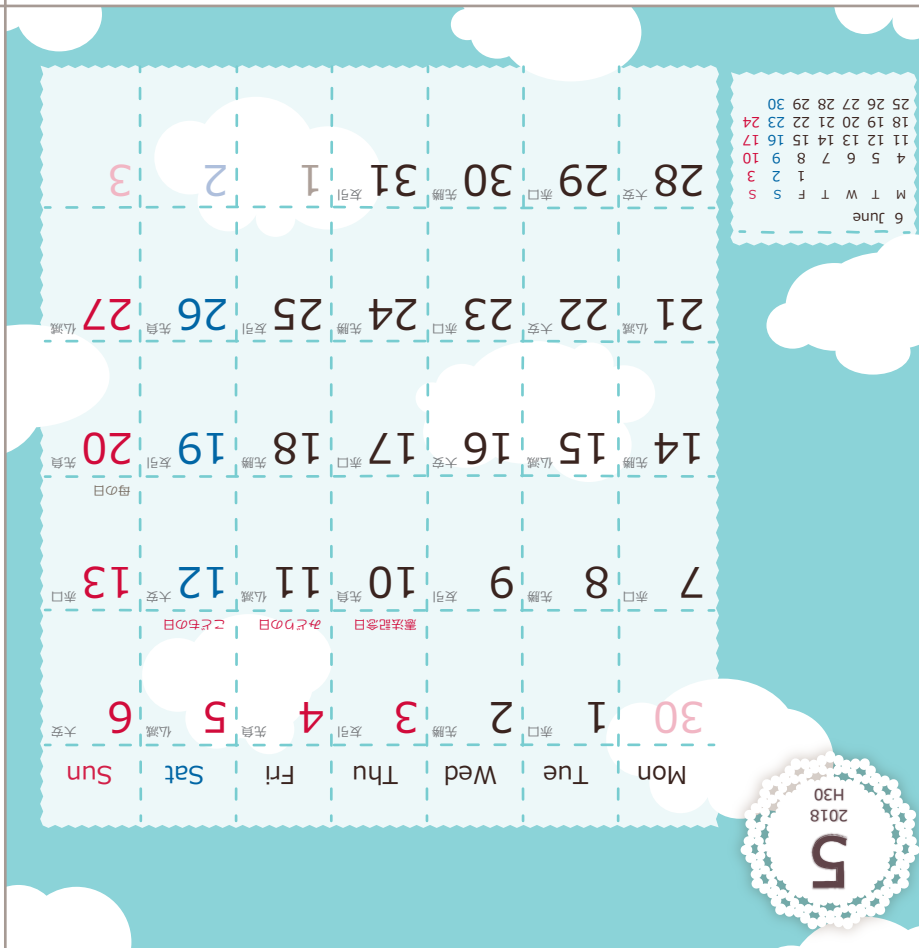 5
2018
H30
Mon Tue Wed Thu Fri Sat Sun
30 1 赤口 2 先勝 3 友引 4 先負 5 仏滅 6 大安
憲法記念日 みどりの日 こどもの日
7 赤口 8 先勝 9 友引 10 先負 11 仏滅 12 大安 13 赤口
母の日
14 先勝 15 仏滅 16 大安 17 赤口 18 先勝 19 友引 20 先負
21 仏滅 22 大安 23 赤口 24 先勝 25 友引 26 先負 27 仏滅
28 大安 29 赤口 30 先勝 31 友引 1 2 3
6 June
M T W T F S S
1 2 3
4 5 6 7 8 9 10
11 12 13 14 15 16 17
18 19 20 21 22 23 24
25 26 27 28 29 30